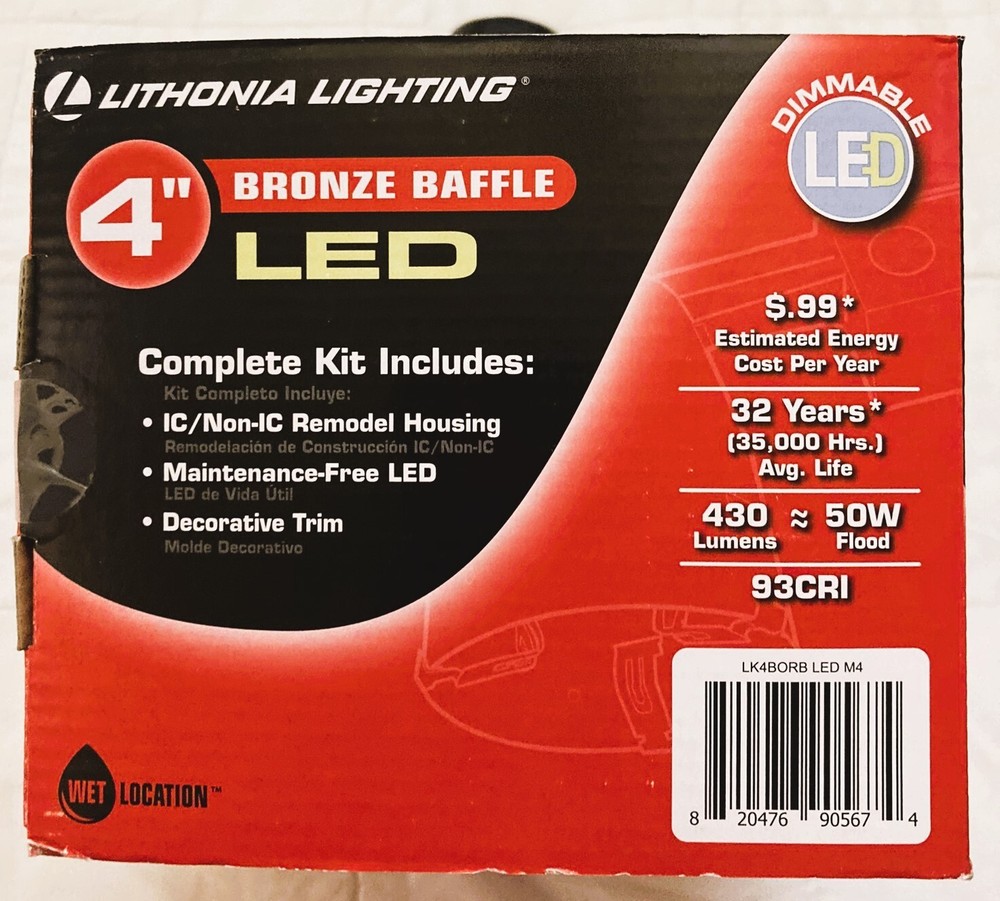 LITHONIA LIGHTING®
4" BRONZE BAFFLE
LED
DIMMABLE
LED
Complete Kit Includes:
Kit Completo Incluye:
• IC/Non-IC Remodel Housing
Remodelación de Construcción IC/Non-IC
• Maintenance-Free LED
LED de Vida Útil
• Decorative Trim
Molde Decorativo
$.99*
Estimated Energy
Cost Per Year
32 Years*
(35,000 Hrs.)
Avg. Life
430 ≈ 50W
Lumens Flood
93CRI
LK4BORB LED M4
8 20476 90567 4
WET LOCATION™